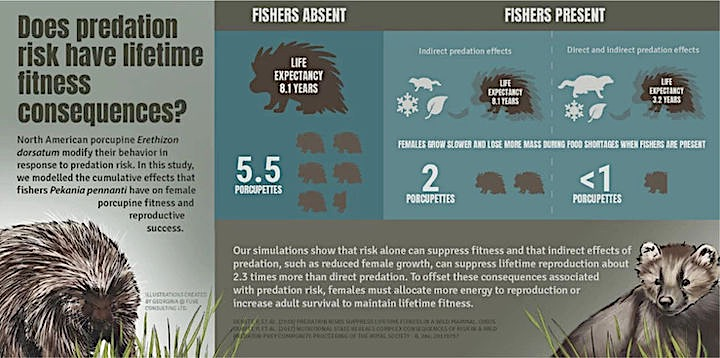 Does predation
risk have lifetime
fitness
consequences?
North American porcupine Erethizon
dorsatum modify their behavior in
response to predation risk. In this study,
we modelled the cumulative effects that
fishers Pekania pennanti have on female
porcupine fitness and
reproductive
success.
ILLUSTRATIONS CREATED
BY GEORGINA @ FUSE
CONSULTING LTD.
FISHERS ABSENT
LIFE
EXPECTANCY
8.1 YEARS
5.5
PORCUPETTES
FISHERS PRESENT
Indirect predation effects
LIFE
EXPECTANCY
8.1 YEARS
Direct and indirect predation effects
LIFE
EXPECTANCY
3.2 YEARS
FEMALES GROW SLOWER AND LOSE MORE MASS DURING FOOD SHORTAGES WHEN FISHERS ARE PRESENT
2
PORCUPETTES
<1
PORCUPETTES
Our simulations show that risk alone can suppress fitness and that indirect effects of
predation, such as reduced female growth, can suppress lifetime reproduction about
2.3 times more than direct predation. To offset these consequences associated
with predation risk, females must allocate more energy to reproduction or
increase adult survival to maintain lifetime fitness.